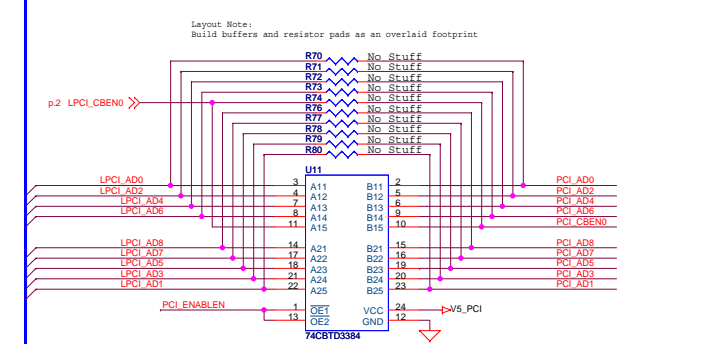 Layout Note:
Build buffers and resistor pads as an overlaid footprint
R70 No Stuff
R71 No Stuff
R72 No Stuff
R73 No Stuff
p.2 LPCI_CBEN0 R74 No Stuff
R76 No Stuff
R77 No Stuff
R78 No Stuff
R79 No Stuff
R80 No Stuff
U11
LPCI_AD0 3 A11 B11 2 PCI_AD0
LPCI_AD2 4 A12 B12 5 PCI_AD2
LPCI_AD4 7 A13 B13 6 PCI_AD4
LPCI_AD6 8 A14 B14 9 PCI_AD6
11 A15 B15 10 PCI_CBEN0
LPCI_AD8 14 A21 B21 15 PCI_AD8
LPCI_AD7 17 A22 B22 16 PCI_AD7
LPCI_AD5 18 A23 B23 19 PCI_AD5
LPCI_AD3 21 A24 B24 20 PCI_AD3
LPCI_AD1 22 A25 B25 23 PCI_AD1
PCI_ENABLEN 1 OE1 VCC 24 V5_PCI
13 OE2 GND 12
74CBTD3384